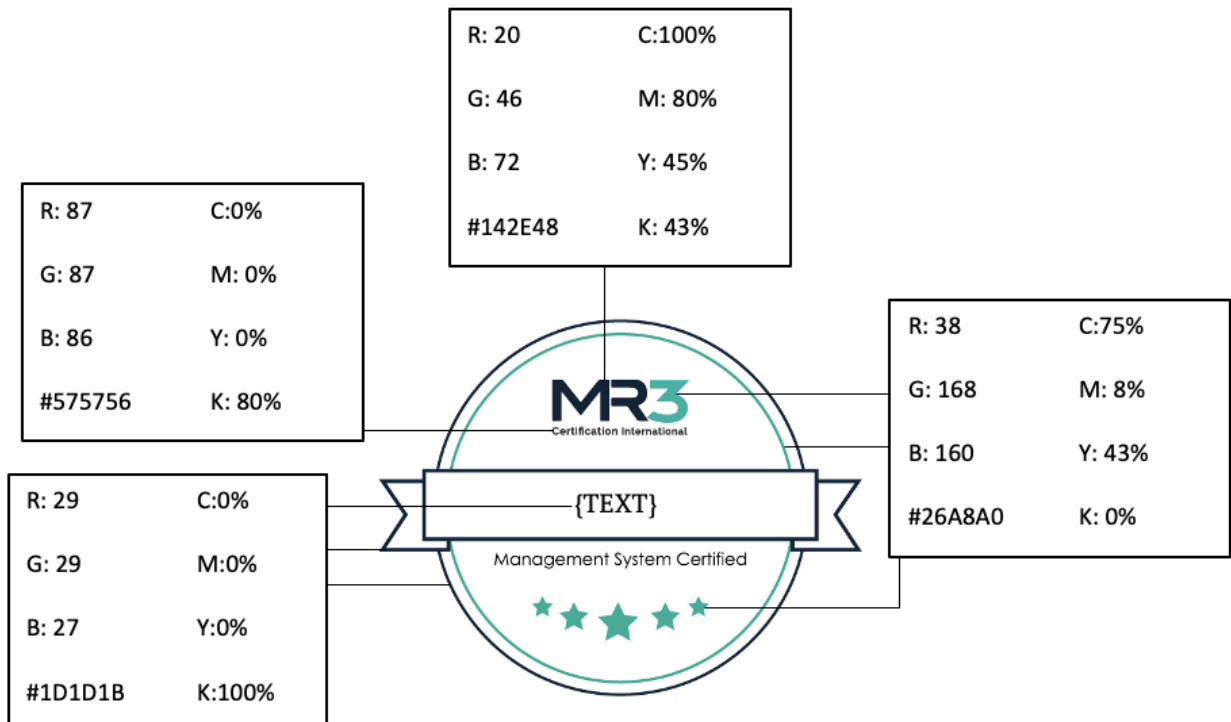 R: 20 C:100%
G: 46 M: 80%
B: 72 Y: 45%
#142E48 K: 43%
R: 87 C:0%
G: 87 M: 0%
B: 86 Y: 0%
#575756 K: 80%
R: 38 C:75%
G: 168 M: 8%
B: 160 Y: 43%
#26A8A0 K: 0%
MR3
Certification International
R: 29 C:0%
G: 29 M:0%
B: 27 Y:0%
#1D1D1B K:100%
{TEXT}
Management System Certified